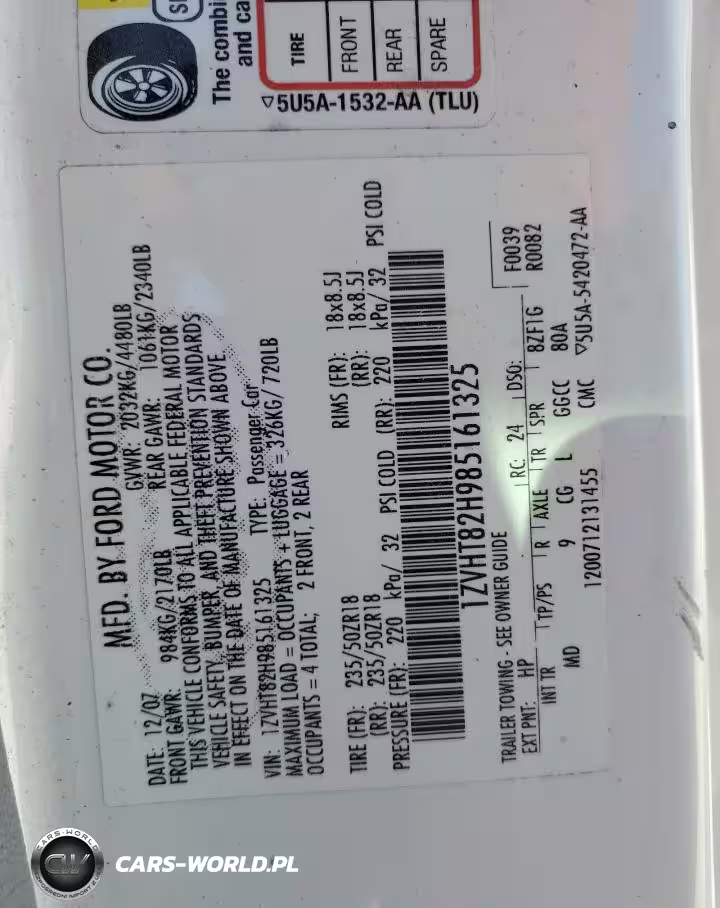 The combi
and ca
TIRE
FRONT
REAR
SPARE
▽5U5A-1532-AA (TLU)
MFD. BY FORD MOTOR CO.
DATE: 12/07 GVWR: 2032KG/4480LB
FRONT GAWR: 984KG/2170LB REAR GAWR: 1061KG/2340LB
THIS VEHICLE CONFORMS TO ALL APPLICABLE FEDERAL MOTOR
VEHICLE SAFETY, BUMPER, AND THEFT PREVENTION STANDARDS
IN EFFECT ON THE DATE OF MANUFACTURE SHOWN ABOVE.
VIN: 1ZVHT82H985161325 TYPE: Passenger Car
MAXIMUM LOAD = OCCUPANTS + LUGGAGE = 326KG/ 720LB
OCCUPANTS = 4 TOTAL; 2 FRONT, 2 REAR
TIRE (FR): 235/50ZR18 RIMS (FR): 18x8.5J
(RR): 235/50ZR18 (RR): 18x8.5J
PRESSURE (FR): 220 kPa/ 32 PSI COLD (RR): 220 kPa/ 32 PSI COLD
1ZVHT82H985161325
F0039
R0082
TRAILER TOWING - SEE OWNER GUIDE
EXT PNT: HP RC: 24 DSO:
INT TR TP/PS R AXLE TR SPR 8ZF1G
MD 9 CG L GGCC 80A
1200712131455 CMC ▽5U5A-5420472-AA
CARS-WORLD
CW
CARS-WORLD.PL